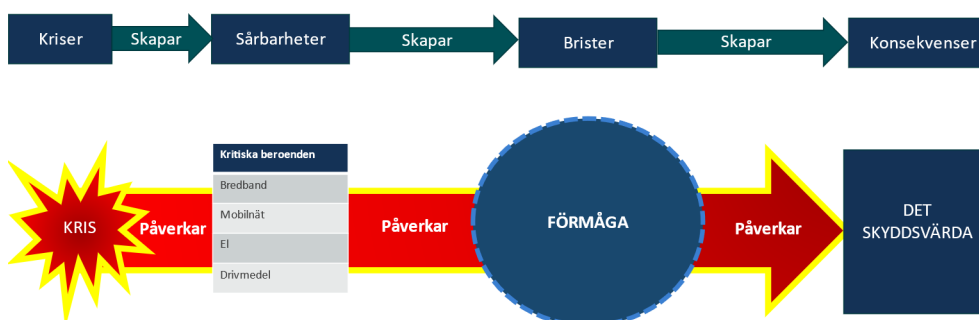 Kriser
Skapar
Sårbarheter
Skapar
Brister
Skapar
Konsekvenser
Kritiska beroenden
Bredband
Mobilnät
El
Drivmedel
KRIS
Påverkar
Påverkar
FÖRMÅGA
Påverkar
DET
SKYDDSVÄRDA